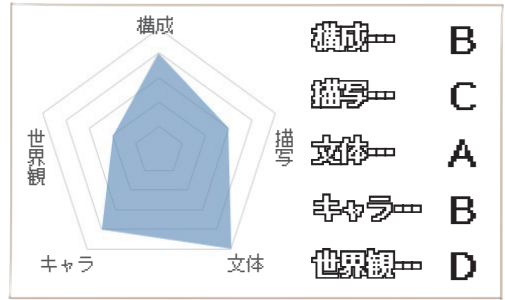 構成
描写
文体
キャラ
世界観
構成… B
描写… C
文体… A
キャラ… B
世界観… D